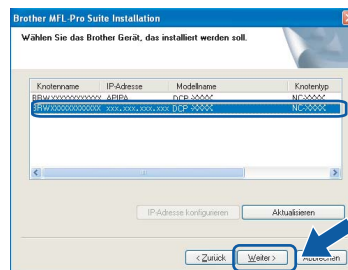 Brother MFL-Pro Suite Installation
Wählen Sie das Brother Gerät, das installiert werden soll.
Knotenname IP-Adresse Modellname Knotentyp
BRWXXXXXXXXXXXX APIPA DCP-XXXX NC-XXXX
BRWXXXXXXXXXXXX xxx.xxx.xxx.xxx DCP-XXXX NC-XXXX
IP-Adresse konfigurieren Aktualisieren
< Zurück Weiter > Abbrechen